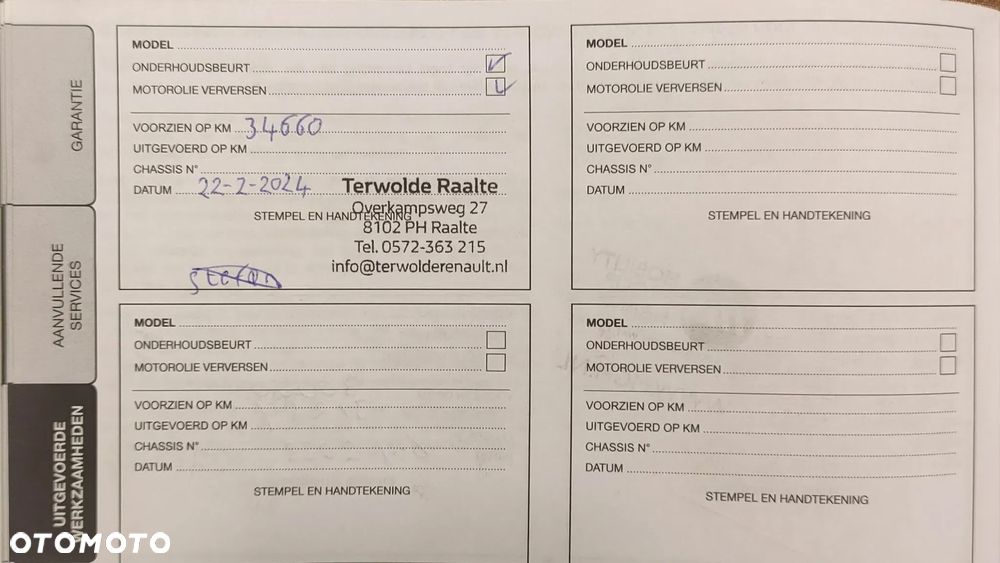 GARANTIE
AANVULLENDE
SERVICES
UITGEVOERDE
WERKZAAMHEDEN
MODEL
ONDERHOUDSBEURT
MOTOROLIE VERVERSEN
VOORZIEN OP KM 34660
UITGEVOERD OP KM
CHASSIS N°
DATUM 22-2-2024
STEMPEL EN HANDTEKENING
Terwolde Raalte
Overkampsweg 27
8102 PH Raalte
Tel. 0572-363 215
info@terwolderenault.nl
MODEL
ONDERHOUDSBEURT
MOTOROLIE VERVERSEN
VOORZIEN OP KM
UITGEVOERD OP KM
CHASSIS N°
DATUM
STEMPEL EN HANDTEKENING
MODEL
ONDERHOUDSBEURT
MOTOROLIE VERVERSEN
VOORZIEN OP KM
UITGEVOERD OP KM
CHASSIS N°
DATUM
STEMPEL EN HANDTEKENING
MODEL
ONDERHOUDSBEURT
MOTOROLIE VERVERSEN
VOORZIEN OP KM
UITGEVOERD OP KM
CHASSIS N°
DATUM
STEMPEL EN HANDTEKENING
OTOMOTO